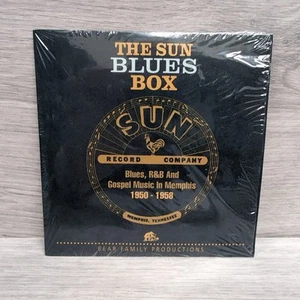 THE SUN
BLUES
BOX
SUN
RECORD COMPANY
Blues, R&B And
Gospel Music In Memphis
1950 - 1958
MEMPHIS, TENNESSEE
BEAR FAMILY PRODUCTIONS